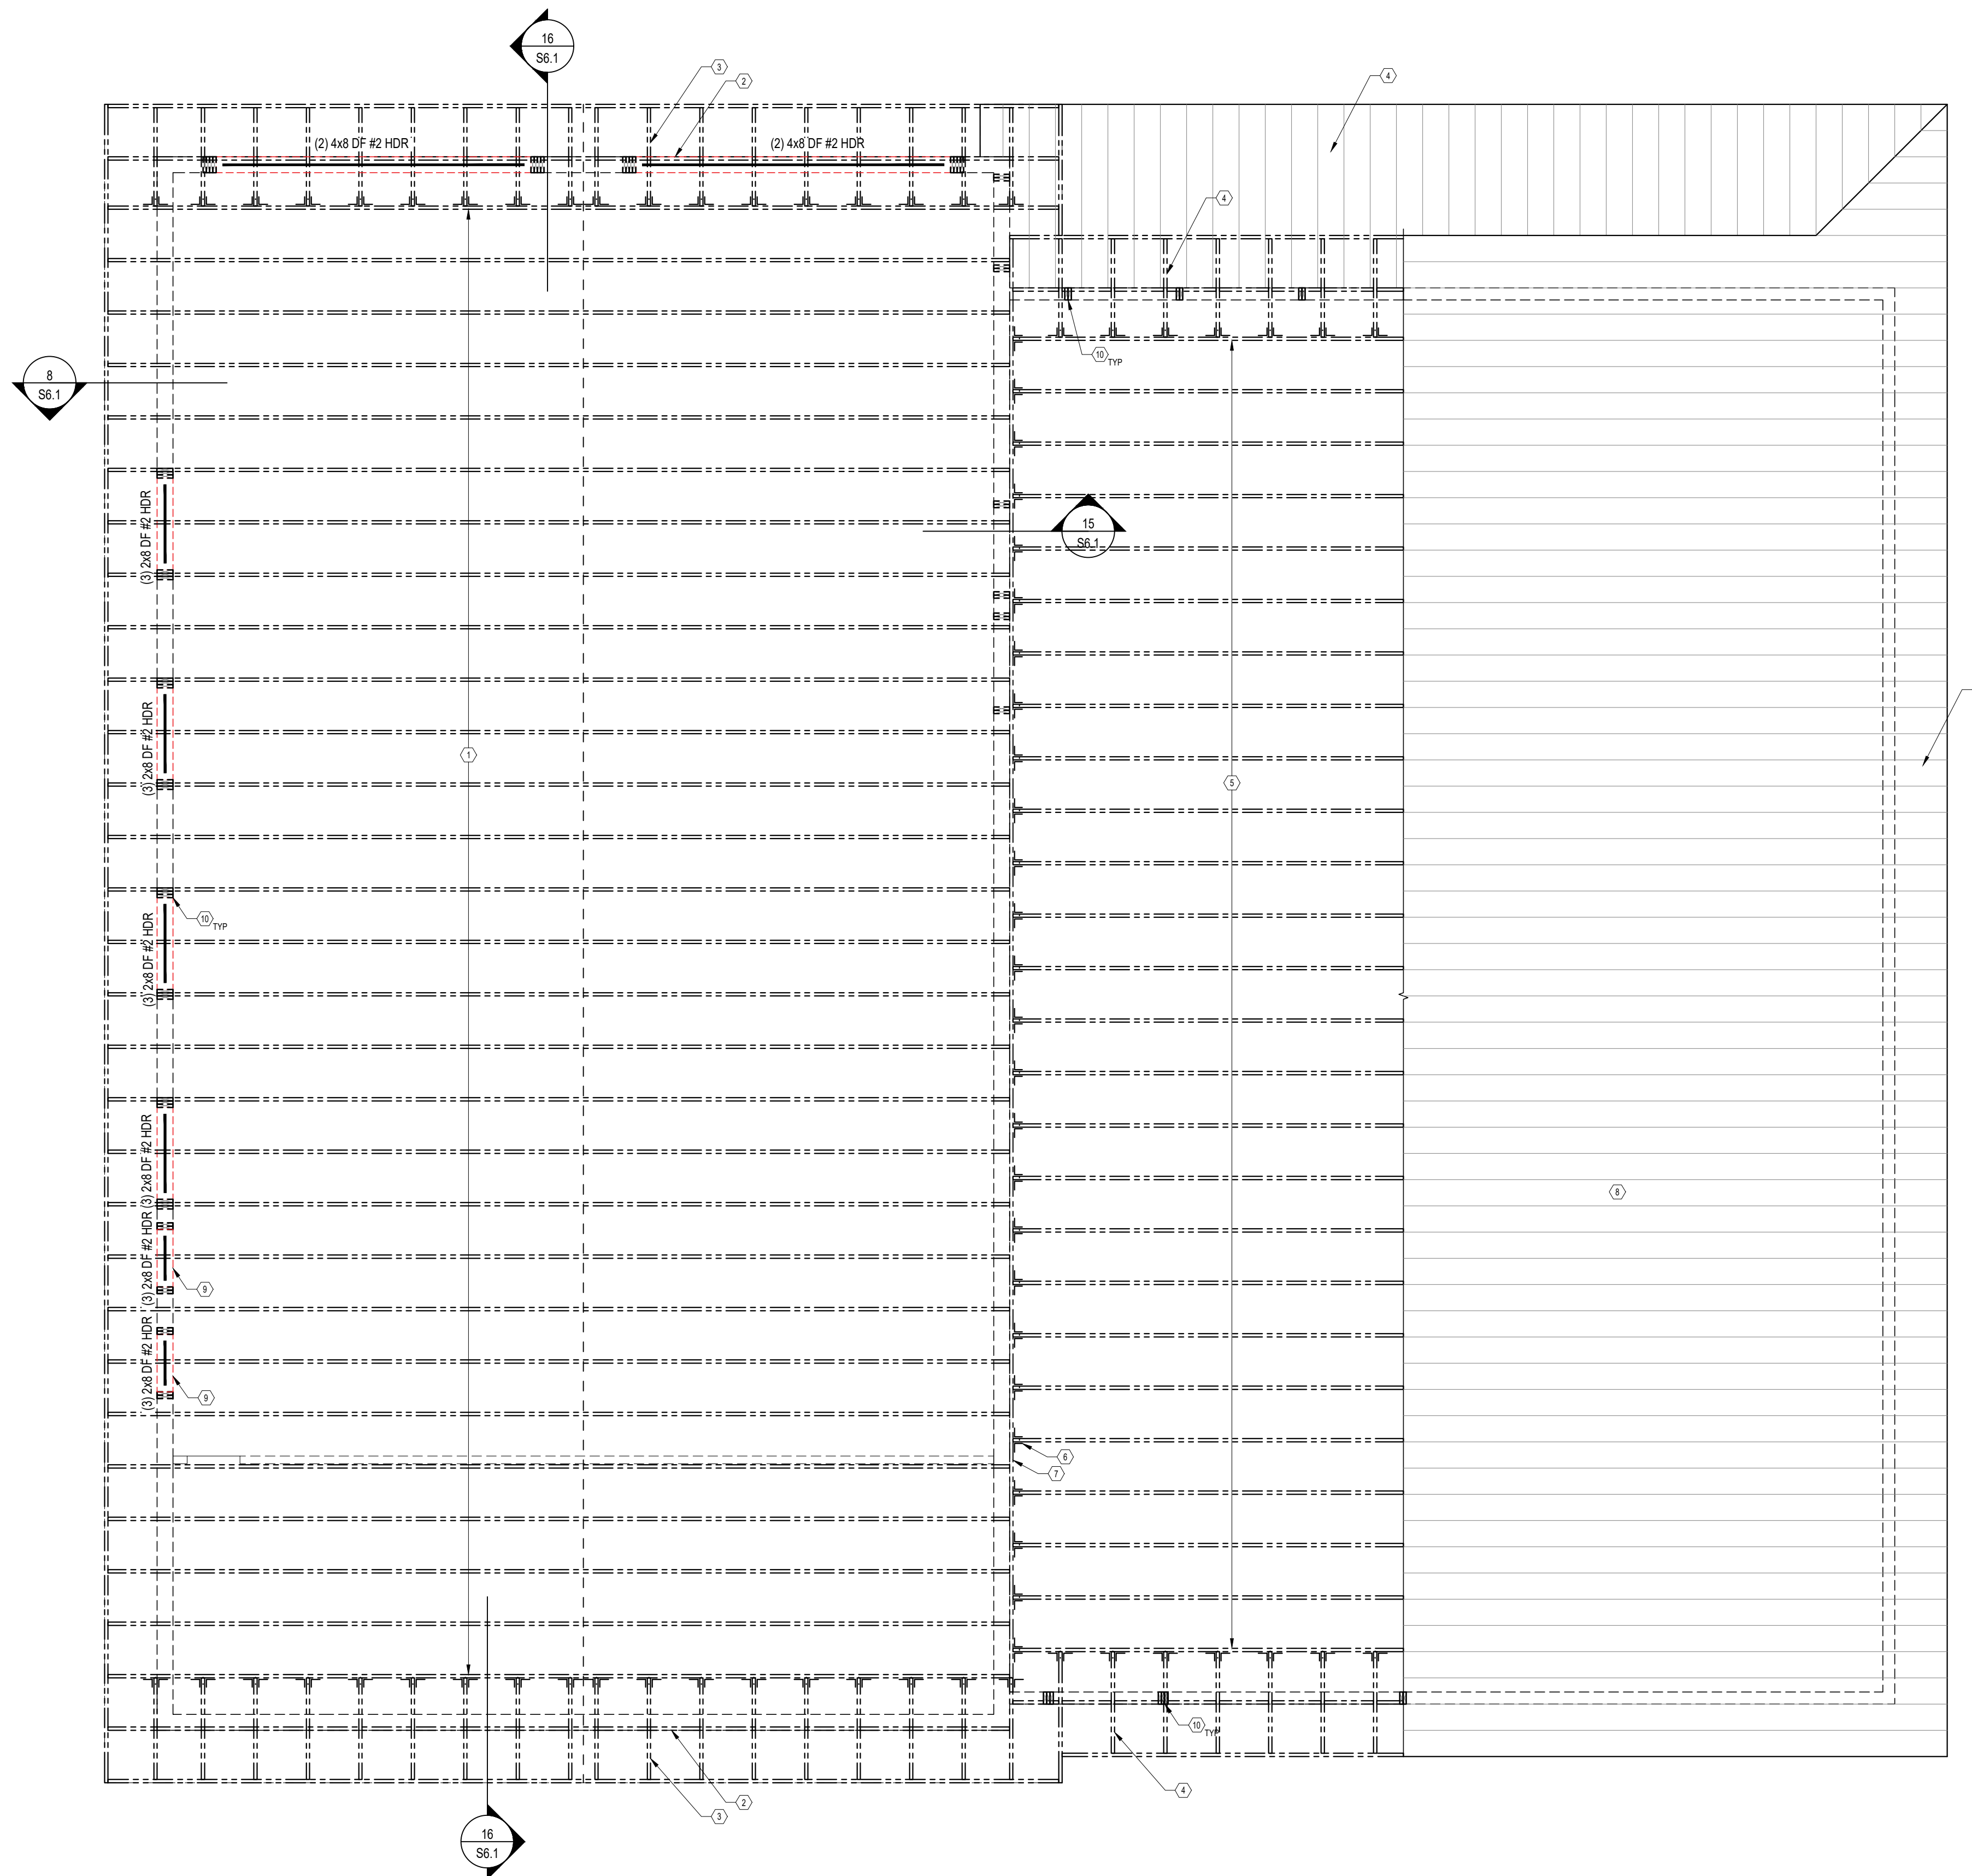 16
S6.1
3
2
4
(2) 4x8 DF #2 HDR
(2) 4x8 DF #2 HDR
4
10
TYP
8
S6.1
(3) 2x8 DF #2 HDR
15
S6.1
(3) 2x8 DF #2 HDR
1
5
10
TYP
(3) 2x8 DF #2 HDR
(3) 2x8 DF #2 HDR
8
(3) 2x8 DF #2 HDR
9
(3) 2x8 DF #2 HDR
9
6
7
10
TYP
4
2
3
16
S6.1